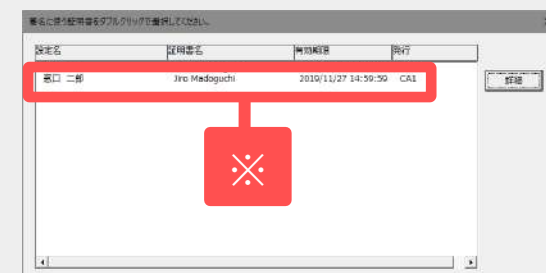 署名に使う証明書をダブルクリックで選択してください。
設定名 証明書名 有効期限 発行
窓口 二郎 Jiro Madoguchi 2019/11/27 14:59:59 CA1
詳細
※